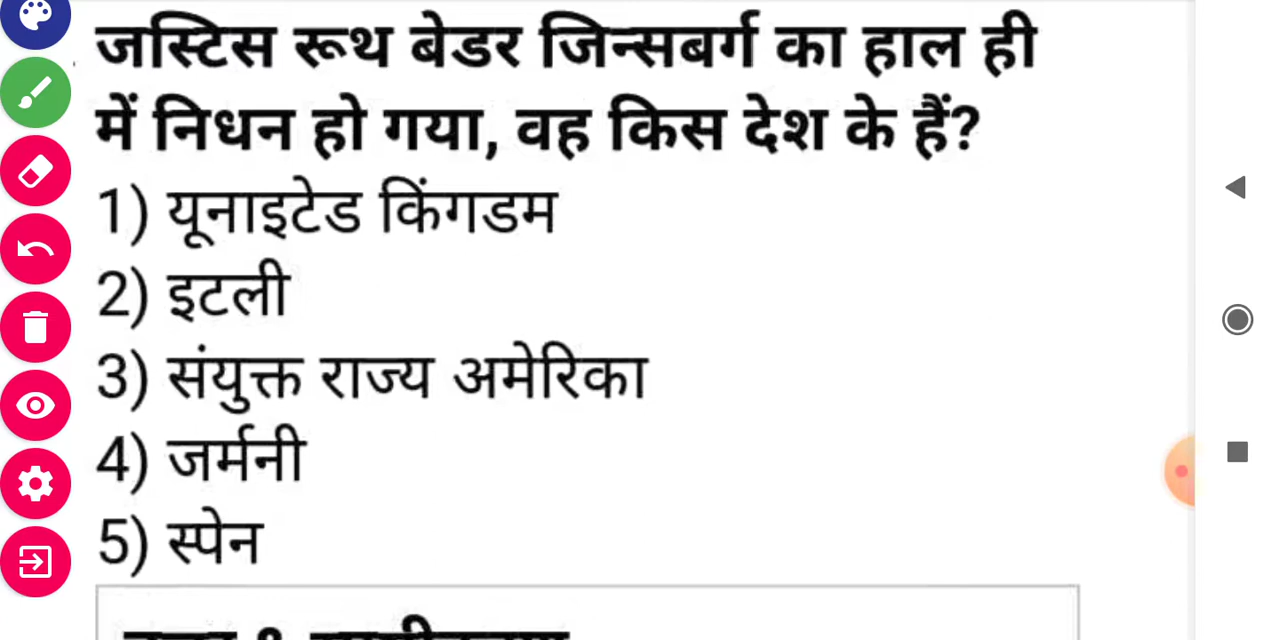 जस्टिस रूथ बेडर जिन्सबर्ग का हाल ही
में निधन हो गया, वह किस देश के हैं?
1) यूनाइटेड किंगडम
2) इटली
3) संयुक्त राज्य अमेरिका
4) जर्मनी
5) स्पेन